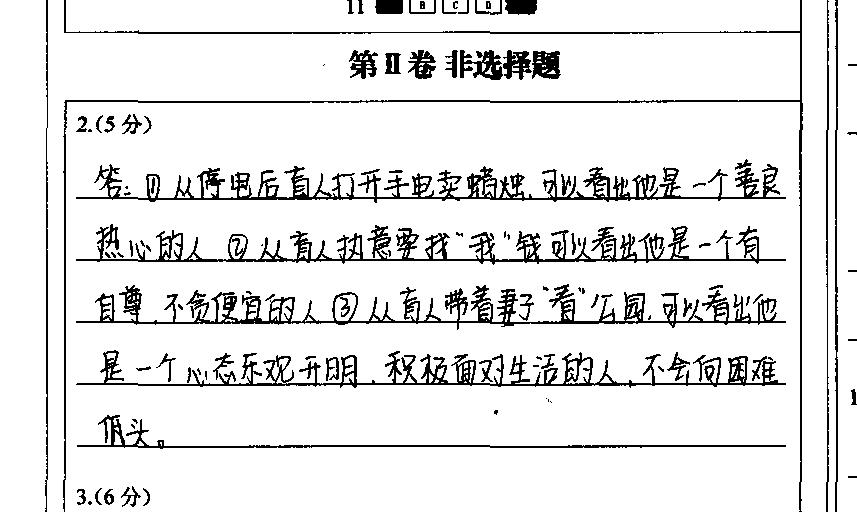 11 B C D
第Ⅱ卷 非选择题
2.(5分)
答:①从停电后盲人打开手电卖蜡烛,可以看出他是一个善良
热心的人 ②从盲人执意要找“我”钱可以看出他是一个有
自尊,不贪便宜的人 ③从盲人带着妻子“看”公园,可以看出他
是一个心态乐观开明,积极面对生活的人,不会向困难
低头。
3.(6分)
1